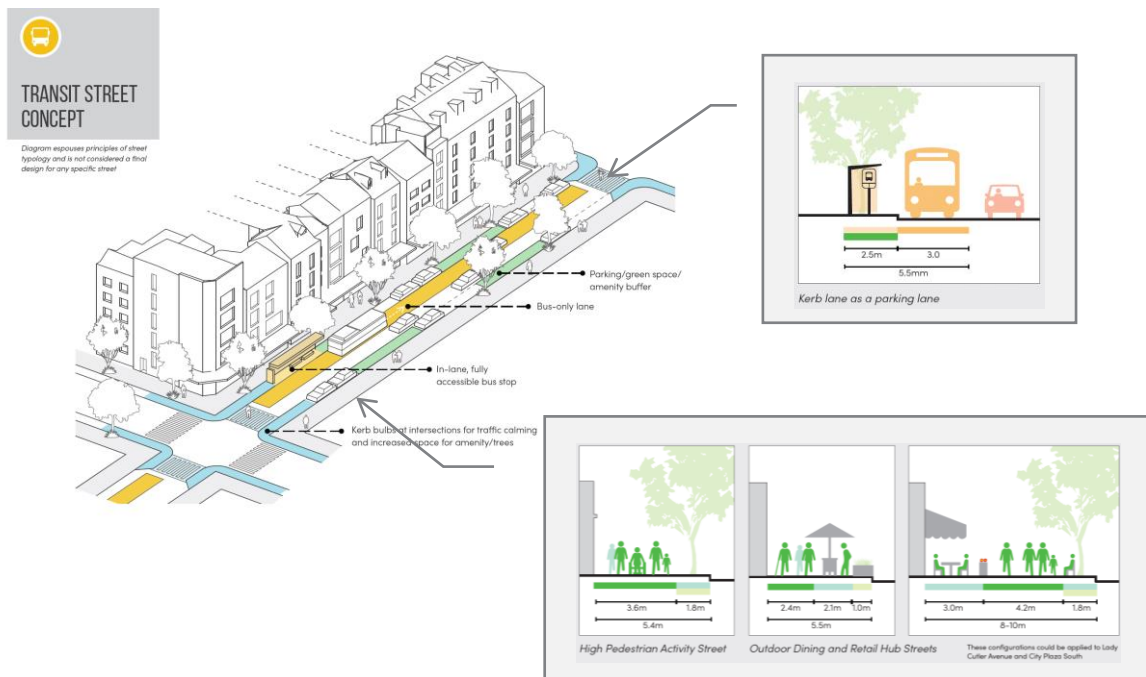 TRANSIT STREET
CONCEPT
Diagram espouses principles of street
typology and is not considered a final
design for any specific street
Parking/green space/
amenity buffer
Bus-only lane
In-lane, fully
accessible bus stop
Kerb bulbs at intersections for traffic calming
and increased space for amenity/trees
2.5m 3.0
5.5mm
Kerb lane as a parking lane
3.6m 1.8m
5.4m
High Pedestrian Activity Street
2.4m 2.1m 1.0m
5.5m
Outdoor Dining and Retail Hub Streets
3.0m 4.2m 1.8m
8-10m
These configurations could be applied to Lady
Cutler Avenue and City Plaza South